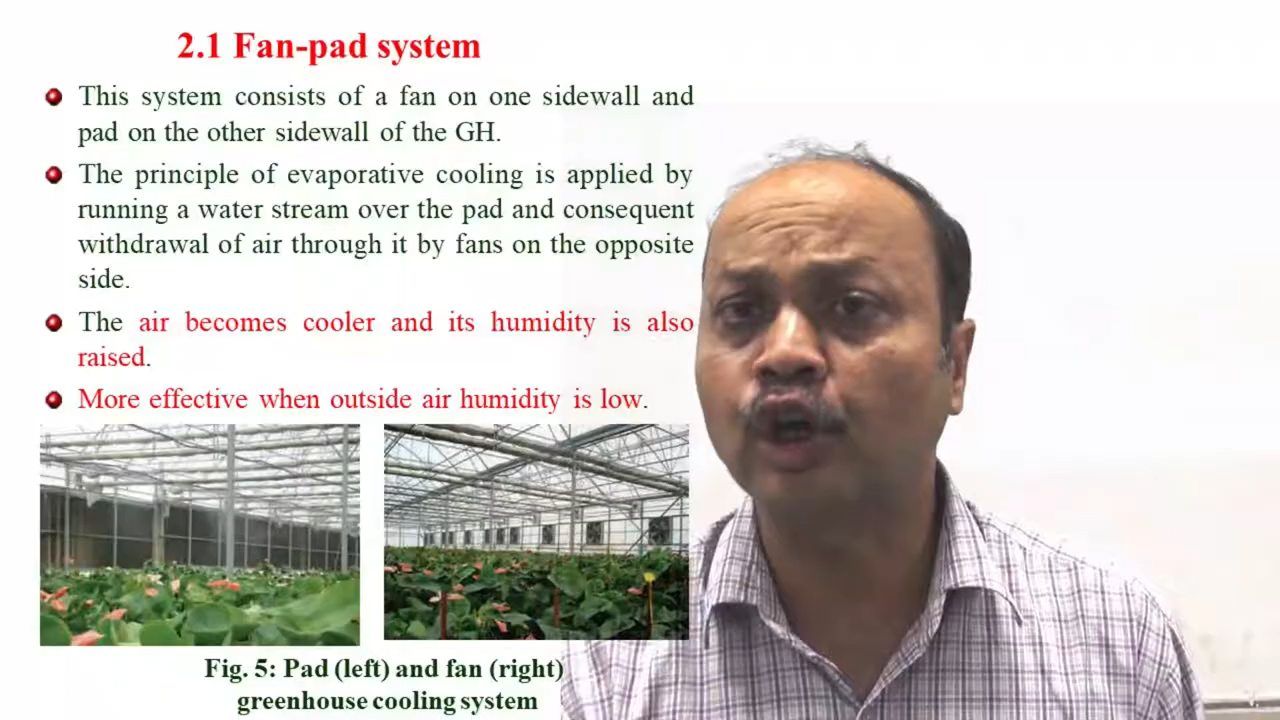 2.1 Fan-pad system
This system consists of a fan on one sidewall and
pad on the other sidewall of the GH.
The principle of evaporative cooling is applied by
running a water stream over the pad and consequent
withdrawal of air through it by fans on the opposite
side.
The air becomes cooler and its humidity is also
raised.
More effective when outside air humidity is low.
Fig. 5: Pad (left) and fan (right)
greenhouse cooling system